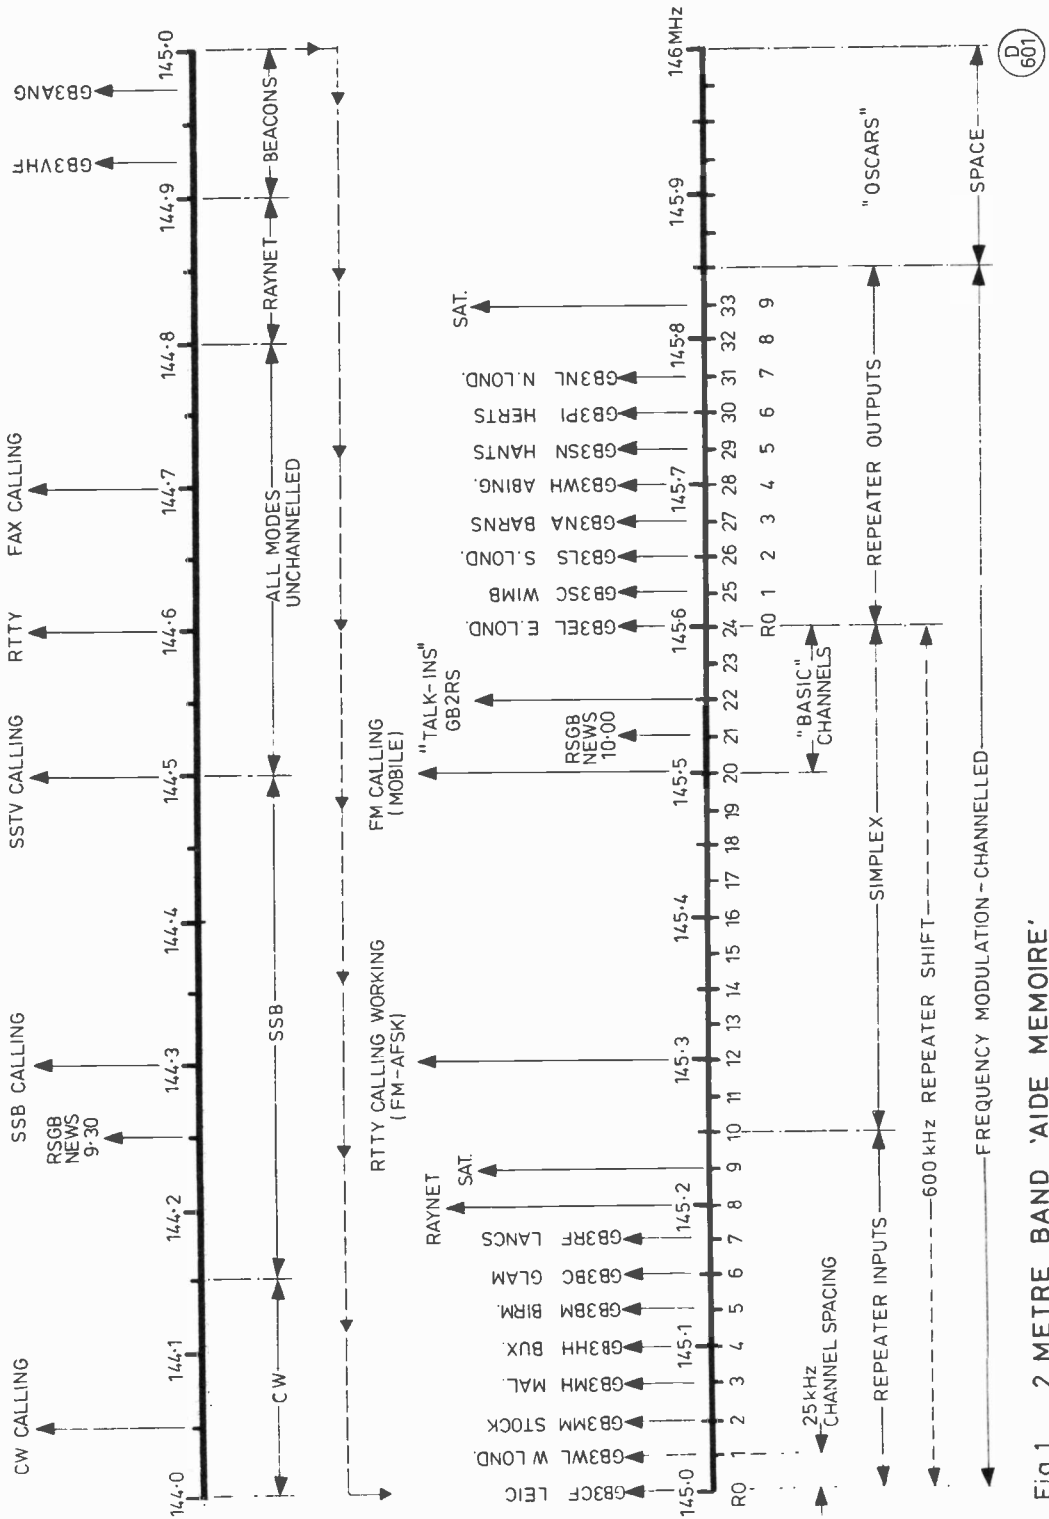 CW CALLING
RSGB
NEWS
9·30
SSB CALLING
SSTV CALLING
RTTY
FAX CALLING
GB3VHF
GB3ANG
144·0
144·1
144·2
144·3
144·4
144·5
144·6
144·7
144·8
144·9
145·0
CW
SSB
ALL MODES
UNCHANNELLED
RAYNET
BEACONS
RAYNET
SAT.
RTTY CALLING WORKING
(FM-AFSK)
FM CALLING
(MOBILE)
"TALK-INS"
GB2RS
RSGB
NEWS
10·00
SAT.
GB3CF LEIC
GB3WL W LOND.
GB3MM STOCK
GB3MH MAL.
GB3HH BUX.
GB3BM BIRM.
GB3BC GLAM
GB3RF LANCS
GB3EL E. LOND.
GB3SC WIMB
GB3LS S. LOND.
GB3NA BARNS
GB3WH ABING.
GB3SN HANTS
GB3PI HERTS
GB3NL N. LOND.
145·0
145·1
145·2
145·3
145·4
145·5
145·6
145·7
145·8
145·9
146 MHz
R0 1 2 3 4 5 6 7 8 9 10 11 12 13 14 15 16 17 18 19 20 21 22 23 24 25 26 27 28 29 30 31 32 33
R0 1 2 3 4 5 6 7 8 9
25kHz
CHANNEL SPACING
"BASIC"
CHANNELS
REPEATER INPUTS
SIMPLEX
REPEATER OUTPUTS
"OSCARS"
600kHz REPEATER SHIFT
FREQUENCY MODULATION-CHANNELLED
SPACE
D
601
Fig.1 2 METRE BAND 'AIDE MEMOIRE'